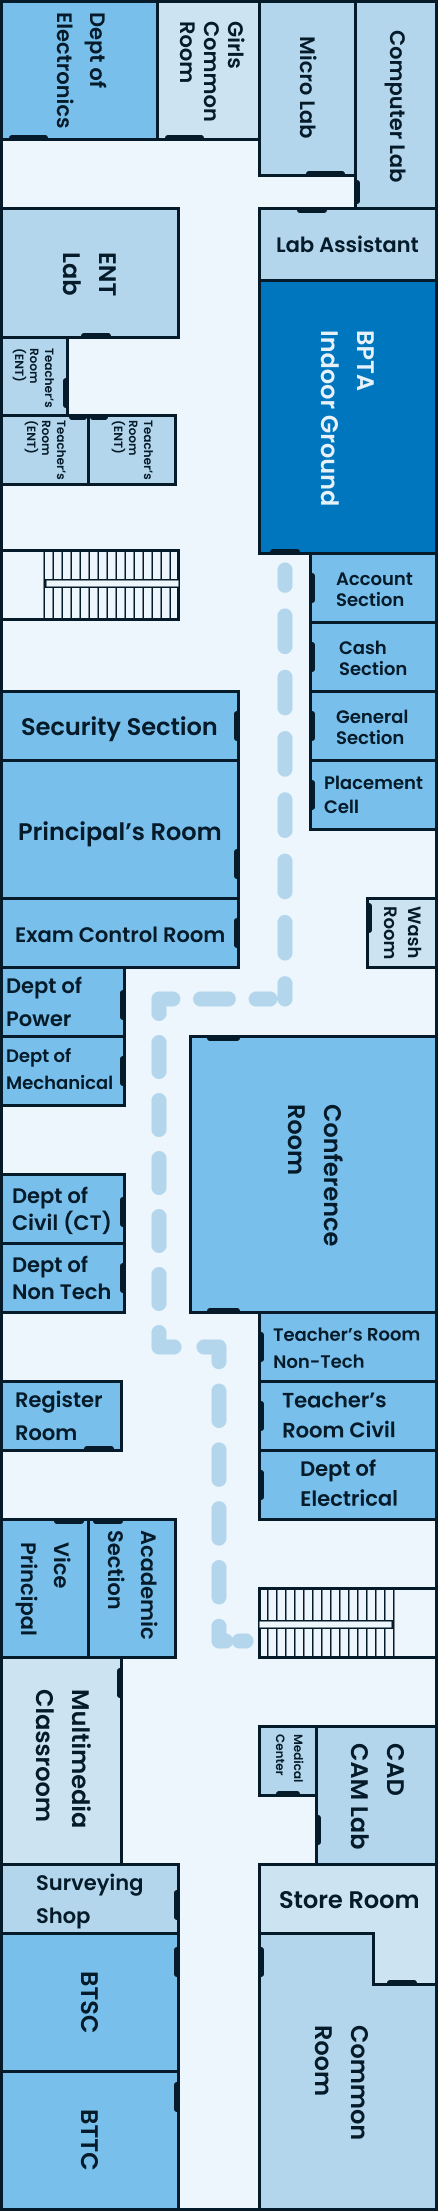 Dept of
Electronics
Girls
Common
Room
Micro Lab
Computer Lab
ENT
Lab
Lab Assistant
BPTA
Indoor Ground
Teacher's
Room
(ENT)
Teacher's
Room
(ENT)
Teacher's
Room
(ENT)
Account
Section
Cash
Section
General
Section
Placement
Cell
Security Section
Principal's Room
Exam Control Room
Wash
Room
Dept of
Power
Dept of
Mechanical
Conference
Room
Dept of
Civil (CT)
Dept of
Non Tech
Teacher's Room
Non-Tech
Teacher's
Room Civil
Dept of
Electrical
Register
Room
Vice
Principal
Academic
Section
Multimedia
Classroom
Medical
Center
CAD
CAM Lab
Surveying
Shop
Store Room
BTSC
Common
Room
BTTC